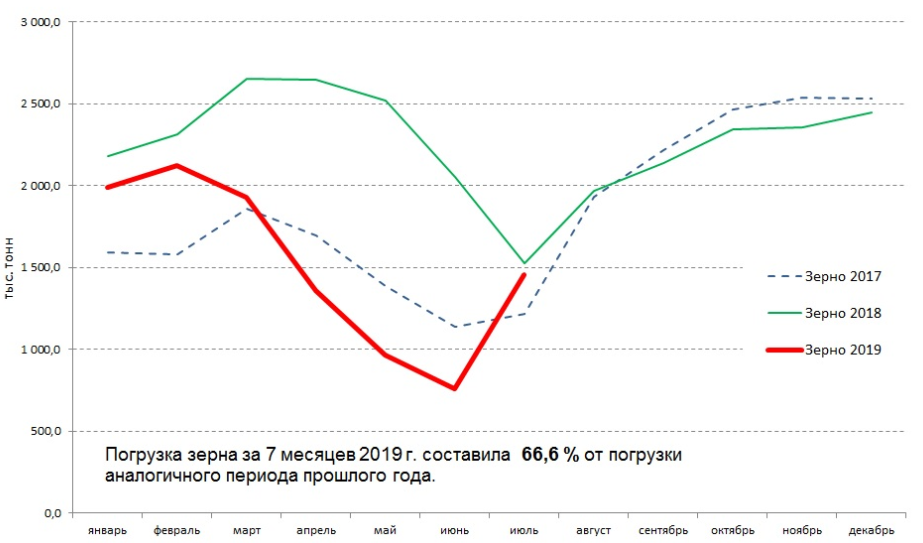 3 000,0
2 500,0
2 000,0
1 500,0
1 000,0
500,0
0,0
тыс. тонн
Зерно 2017
Зерно 2018
Зерно 2019
Погрузка зерна за 7 месяцев 2019 г. составила 66,6 % от погрузки
аналогичного периода прошлого года.
январь февраль март апрель май июнь июль август сентябрь октябрь ноябрь декабрь